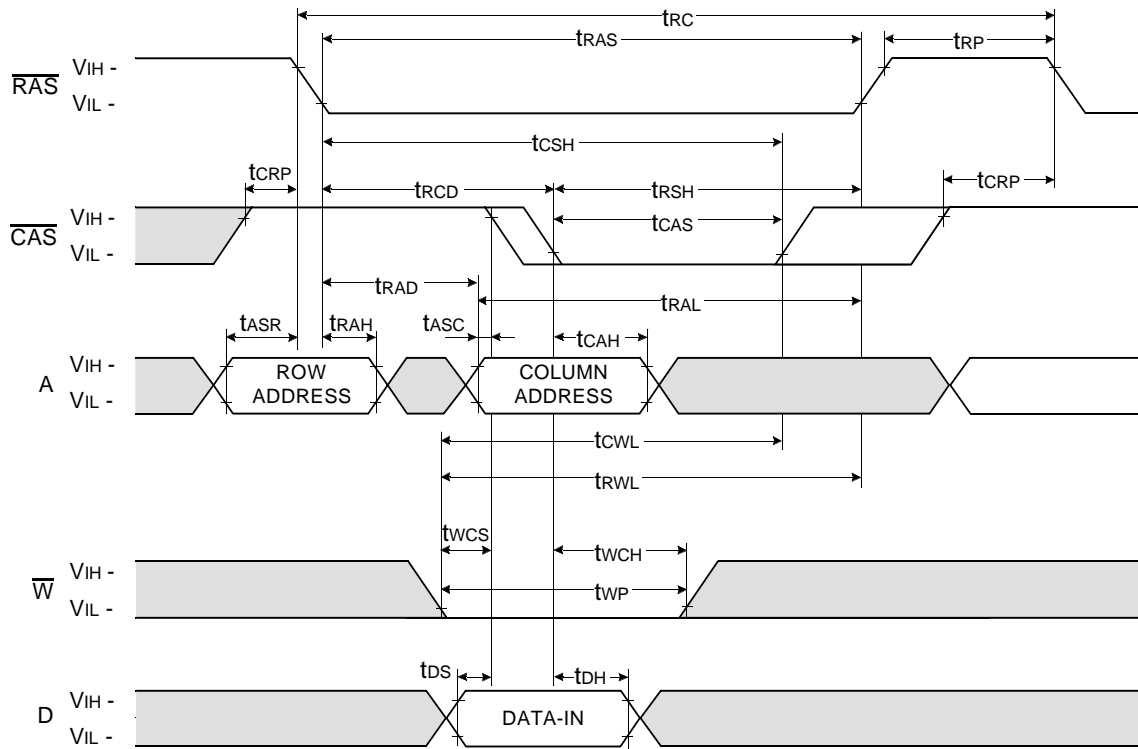 tRC
tRAS
tRP
RAS
VIH -
VIL -
tCSH
tCRP
tRCD
tRSH
tCRP
CAS
VIH -
VIL -
tCAS
tRAD
tRAL
tASR
tRAH
tASC
tCAH
A
VIH -
VIL -
ROW
ADDRESS
COLUMN
ADDRESS
tCWL
tRWL
tWCS
tWCH
W
VIH -
VIL -
tWP
tDS
tDH
D
VIH -
VIL -
DATA-IN